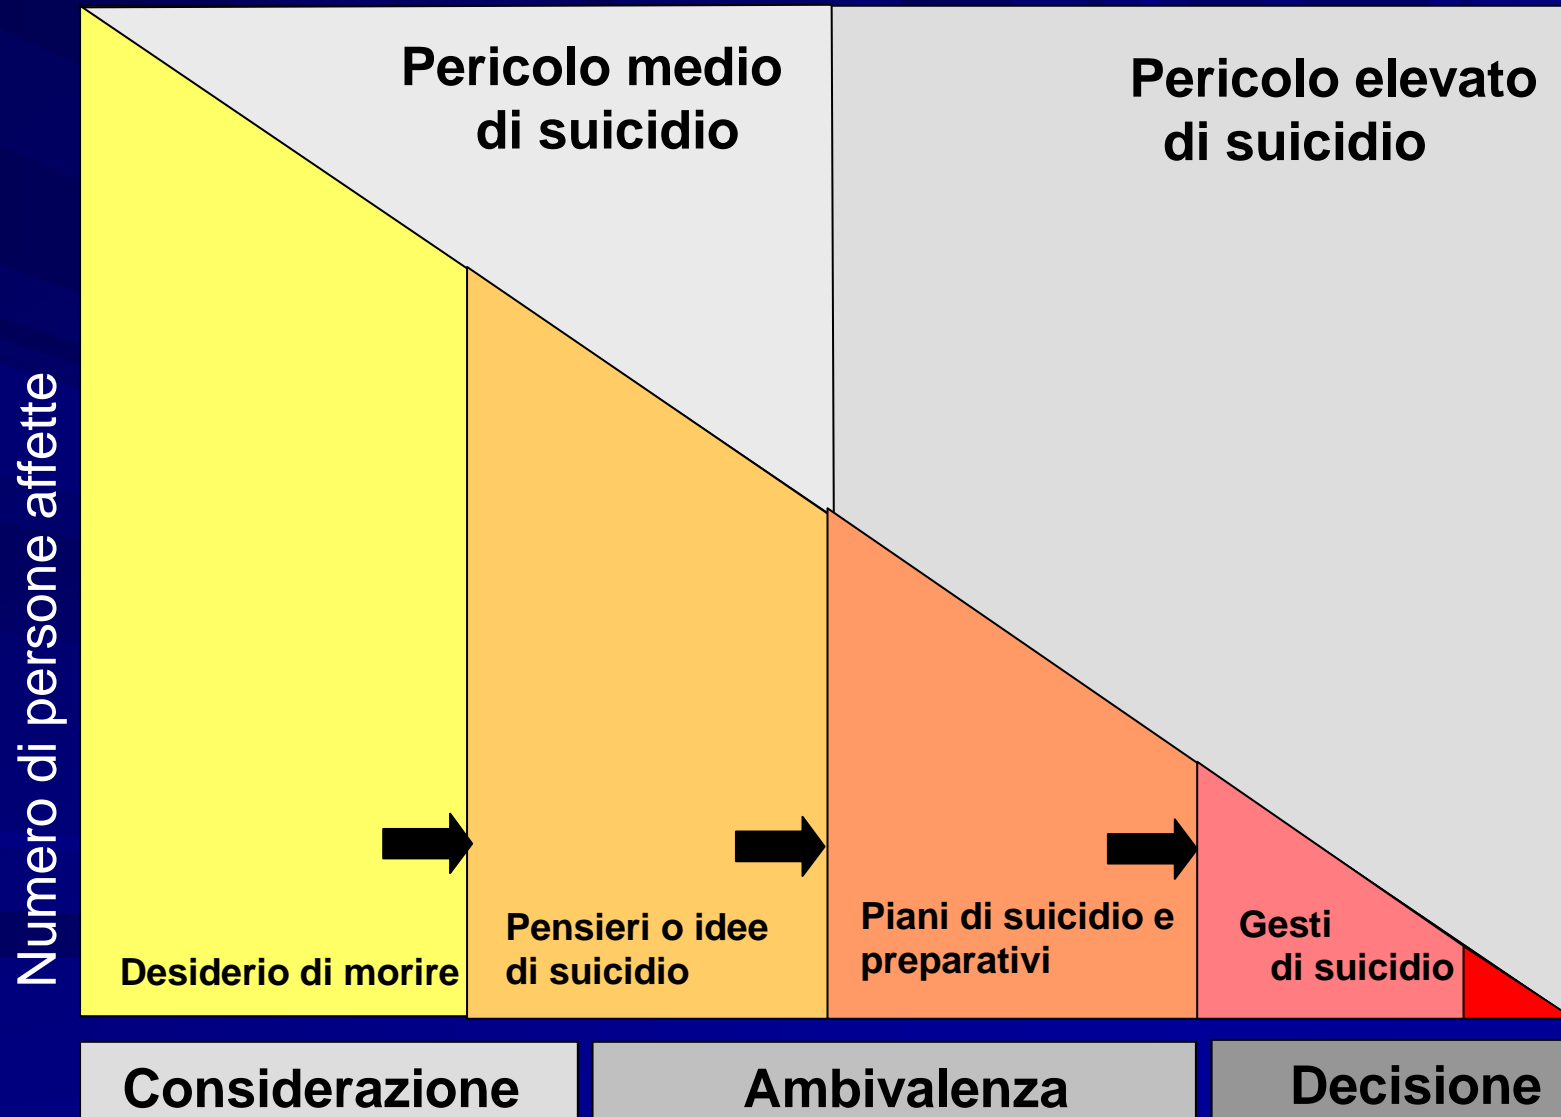 Pericolo medio
di suicidio
Pericolo elevato
di suicidio
Numero di persone affette
Desiderio di morire
Pensieri o idee
di suicidio
Piani di suicidio e
preparativi
Gesti
di suicidio
Considerazione
Ambivalenza
Decisione